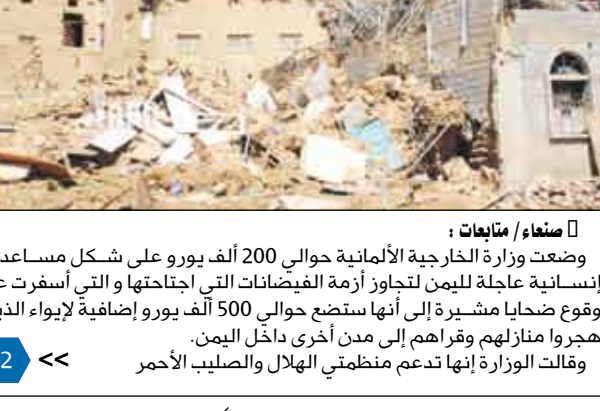 صنعاء/ متابعات :
وضعت وزارة الخارجية الألمانية حوالي 200 ألف يورو على شكل
إنسانية عاجلة لليمن لتجاوز أزمة الفيضانات التي اجتاحتها و التي أسفرت
وقوع ضحايا مشيرة إلى أنها ستضع حوالي 500 ألف يورو إضافية لإيواء
هجروا منازلهم وقراهم إلى مدن أخرى داخل اليمن.
وقالت الوزارة إنها تدعم منظمتي الهلال والصليب الأحمر >> 2